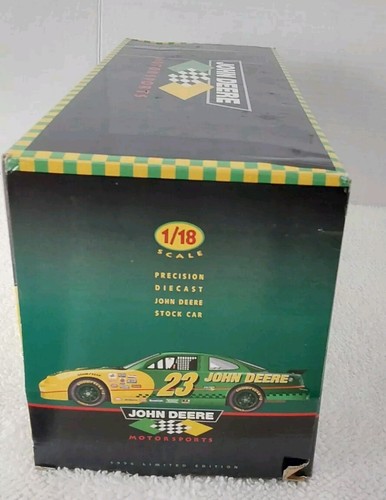 JOHN DEERE
MOTORSPORTS
1/18
SCALE
PRECISION
DIECAST
JOHN DEERE
STOCK CAR
23 JOHN DEERE
JOHN DEERE
MOTORSPORTS
LIMITED EDITION